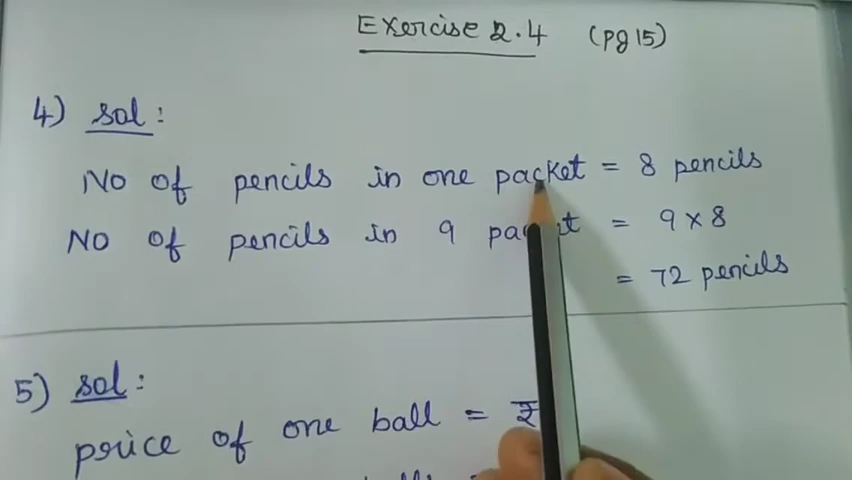 Exercise 2.4 (pg 15)
4) sol:
No of pencils in one packet = 8 pencils
No of pencils in 9 = 9 x 8
= 72 pencils
5) sol:
price of one ball = ₹